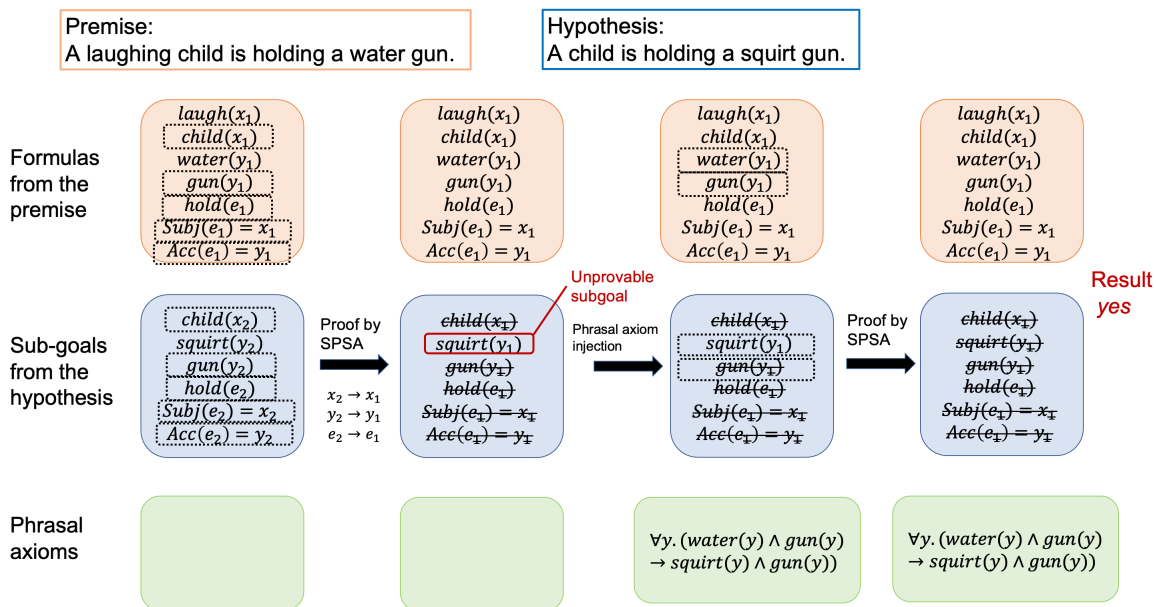 Premise:
A laughing child is holding a water gun.
Hypothesis:
A child is holding a squirt gun.
Formulas
from the
premise
laugh(x₁)
child(x₁)
water(y₁)
gun(y₁)
hold(e₁)
Subj(e₁) = x₁
Acc(e₁) = y₁
laugh(x₁)
child(x₁)
water(y₁)
gun(y₁)
hold(e₁)
Subj(e₁) = x₁
Acc(e₁) = y₁
laugh(x₁)
child(x₁)
water(y₁)
gun(y₁)
hold(e₁)
Subj(e₁) = x₁
Acc(e₁) = y₁
laugh(x₁)
child(x₁)
water(y₁)
gun(y₁)
hold(e₁)
Subj(e₁) = x₁
Acc(e₁) = y₁
Unprovable
subgoal
Result
yes
Sub-goals
from the
hypothesis
child(x₂)
squirt(y₂)
gun(y₂)
hold(e₂)
Subj(e₂) = x₂
Acc(e₂) = y₂
Proof by
SPSA
x₂ → x₁
y₂ → y₁
e₂ → e₁
child(x₁)
squirt(y₁)
gun(y₁)
hold(e₁)
Subj(e₁) = x₁
Acc(e₁) = y₁
Phrasal axiom
injection
child(x₁)
squirt(y₁)
gun(y₁)
hold(e₁)
Subj(e₁) = x₁
Acc(e₁) = y₁
Proof by
SPSA
child(x₁)
squirt(y₁)
gun(y₁)
hold(e₁)
Subj(e₁) = x₁
Acc(e₁) = y₁
Phrasal
axioms
∀y. (water(y) ∧ gun(y)
→ squirt(y) ∧ gun(y))
∀y. (water(y) ∧ gun(y)
→ squirt(y) ∧ gun(y))